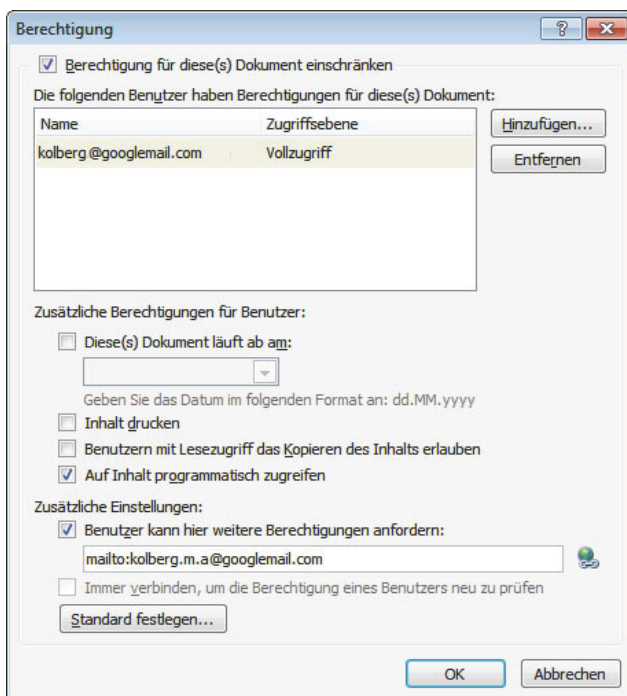 Berechtigung
Berechtigung für diese(s) Dokument einschränken
Die folgenden Benutzer haben Berechtigungen für diese(s) Dokument:
Name Zugriffsebene Hinzufügen...
kolberg@googlemail.com Vollzugriff Entfernen
Zusätzliche Berechtigungen für Benutzer:
Diese(s) Dokument läuft ab am:
Geben Sie das Datum im folgenden Format an: dd.MM.yyyy
Inhalt drucken
Benutzern mit Lesezugriff das Kopieren des Inhalts erlauben
Auf Inhalt programmatisch zugreifen
Zusätzliche Einstellungen:
Benutzer kann hier weitere Berechtigungen anfordern:
mailto:kolberg.m.a@googlemail.com
Immer verbinden, um die Berechtigung eines Benutzers neu zu prüfen
Standard festlegen...
OK Abbrechen